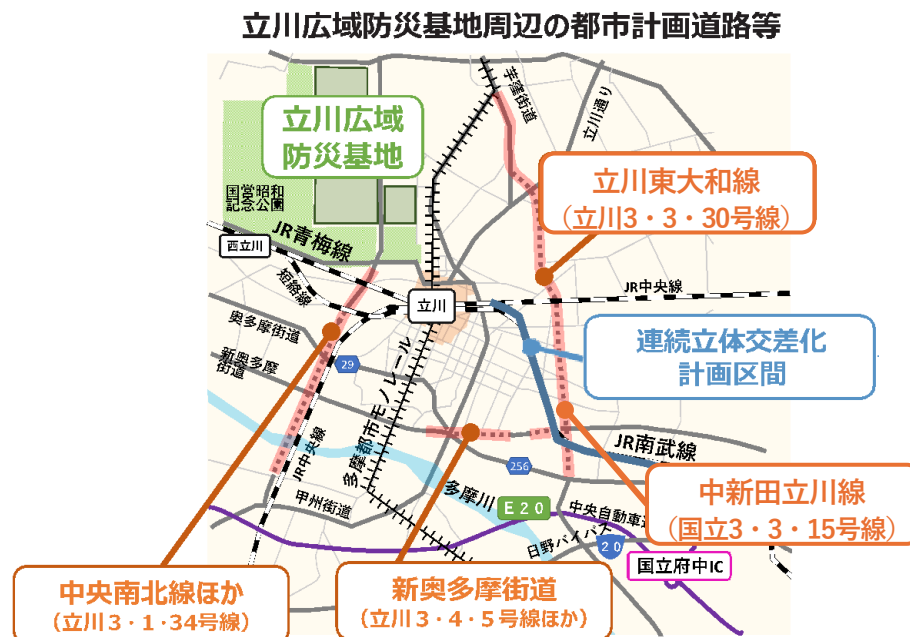 立川広域防災基地周辺の都市計画道路等
立川広域
防災基地
芋窪街道
立川通り
国営昭和
記念公園
立川東大和線
（立川3・3・30号線）
JR青梅線
西立川
短絡線
立川
JR中央線
奥多摩街道
新奥多摩
街道
29
連続立体交差化
計画区間
多摩都市モノレール
JR中央線
JR南武線
256
多摩川
甲州街道
E20
中央自動車道
日野バイパス
20
中新田立川線
（国立3・3・15号線）
国立府中IC
中央南北線ほか
（立川3・1・34号線）
新奥多摩街道
（立川3・4・5号線ほか）